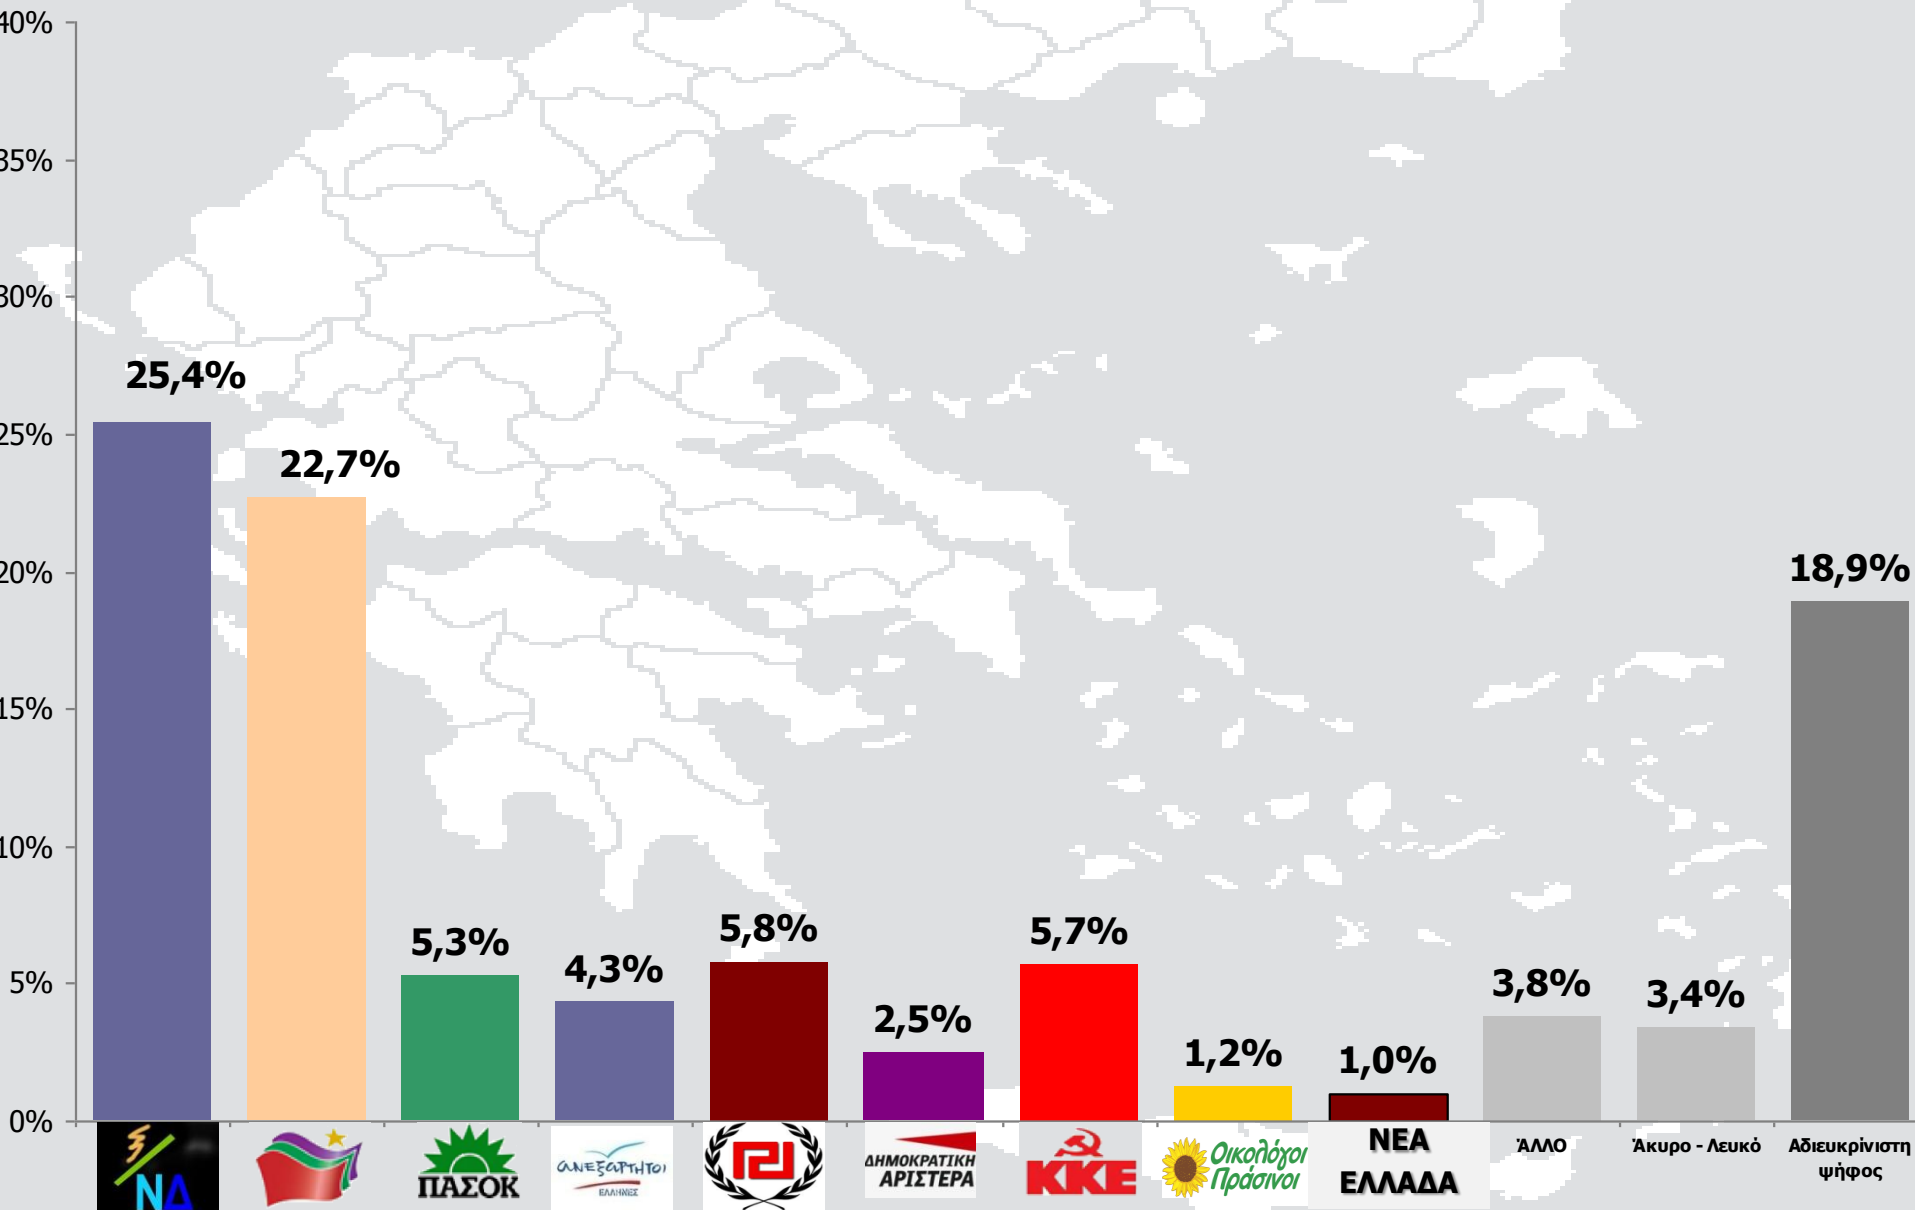 40%
35%
30%
25%
20%
15%
10%
5%
0%
25,4%
22,7%
5,3%
4,3%
5,8%
2,5%
5,7%
1,2%
1,0%
3,8%
3,4%
18,9%
ΝΔ
ΠΑΣΟΚ
ανεξάρτητοι
ΕΛΛΗΝΕΣ
ΔΗΜΟΚΡΑΤΙΚΗ
ΑΡΙΣΤΕΡΑ
ΚΚΕ
Οικολόγοι
Πράσινοι
ΝΕΑ
ΕΛΛΑΔΑ
ΆΛΛΟ
Άκυρο - Λευκό
Αδιευκρίνιστη
ψήφος